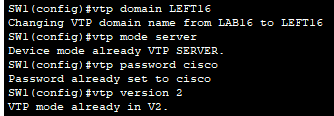 SW1(config)#vtp domain LEFT16
Changing VTP domain name from LAB16 to LEFT16
SW1(config)#vtp mode server
Device mode already VTP SERVER.
SW1(config)#vtp password cisco
Password already set to cisco
SW1(config)#vtp version 2
VTP mode already in V2.